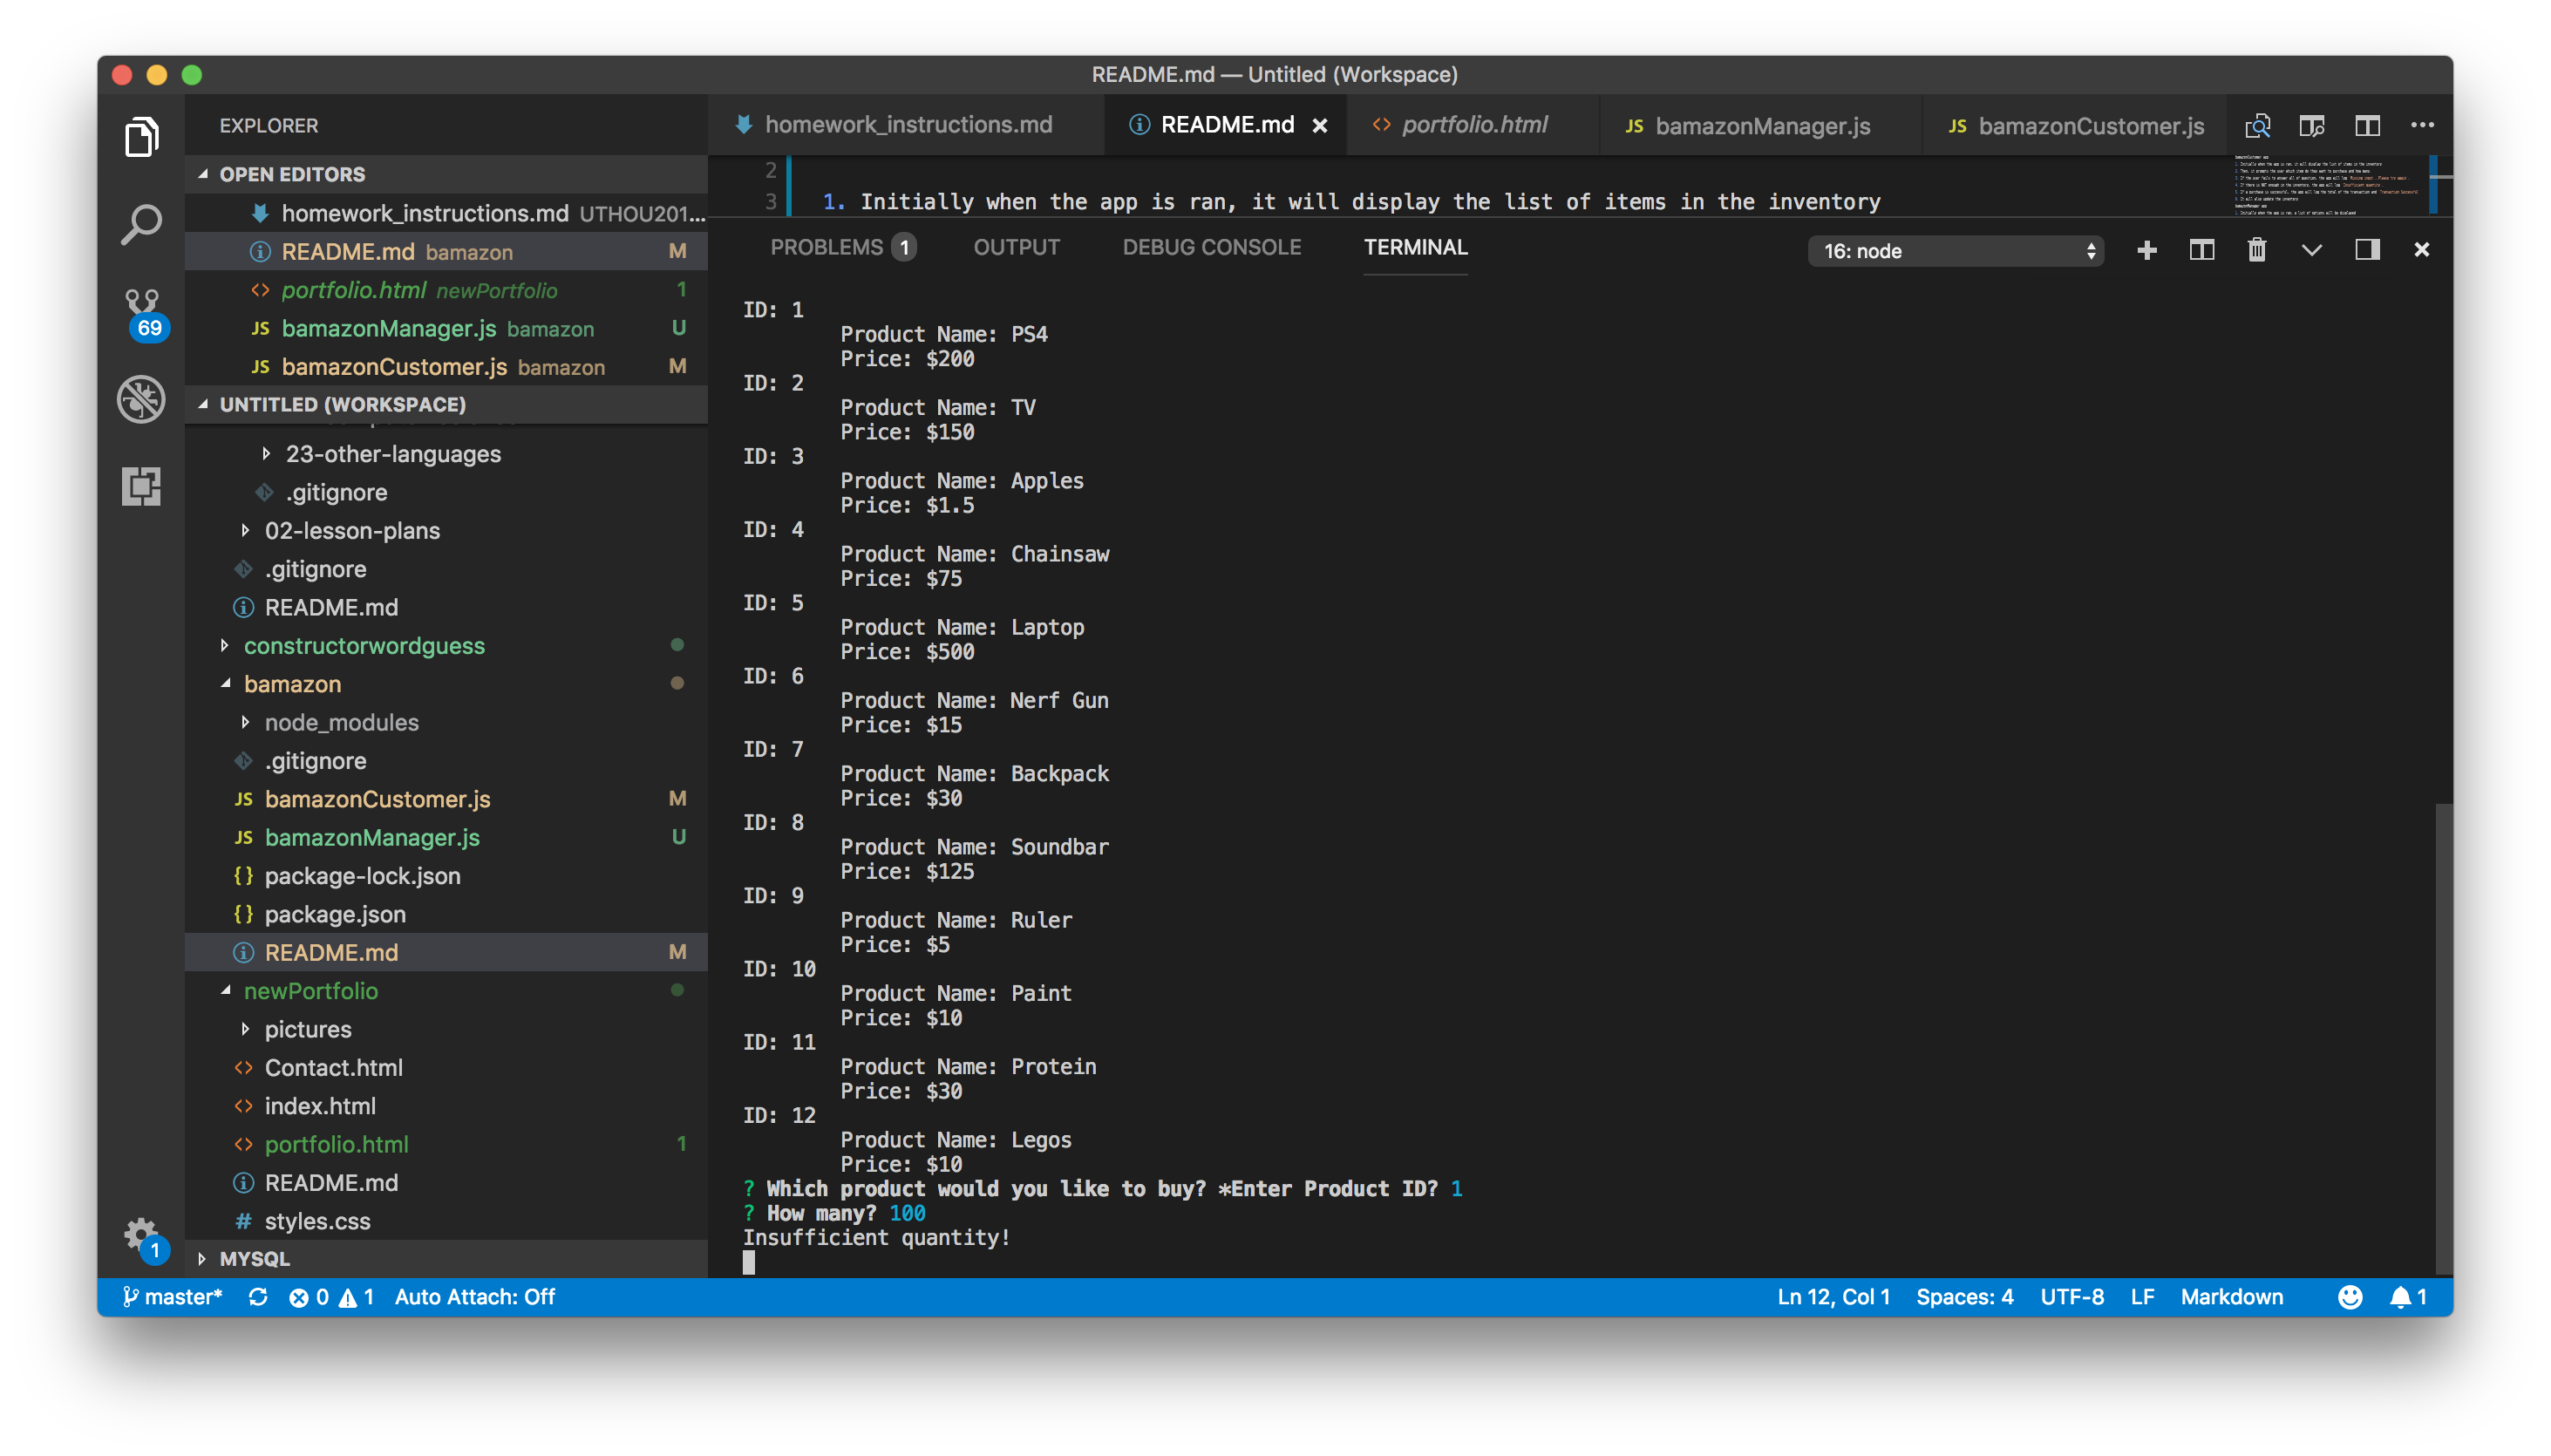 README.md — Untitled (Workspace)
EXPLORER
OPEN EDITORS
homework_instructions.md UTHOU201...
README.md bamazon M
portfolio.html newPortfolio 1
bamazonManager.js bamazon U
bamazonCustomer.js bamazon M
UNTITLED (WORKSPACE)
23-other-languages
.gitignore
02-lesson-plans
.gitignore
README.md
constructorwordguess
bamazon
node_modules
.gitignore
bamazonCustomer.js M
bamazonManager.js U
package-lock.json
package.json
README.md M
newPortfolio
pictures
Contact.html
index.html
portfolio.html 1
README.md
styles.css
MYSQL
69
1
homework_instructions.md README.md portfolio.html JS bamazonManager.js JS bamazonCustomer.js
2
3 1. Initially when the app is ran, it will display the list of items in the inventory
PROBLEMS 1 OUTPUT DEBUG CONSOLE TERMINAL 16: node
ID: 1
Product Name: PS4
Price: $200
ID: 2
Product Name: TV
Price: $150
ID: 3
Product Name: Apples
Price: $1.5
ID: 4
Product Name: Chainsaw
Price: $75
ID: 5
Product Name: Laptop
Price: $500
ID: 6
Product Name: Nerf Gun
Price: $15
ID: 7
Product Name: Backpack
Price: $30
ID: 8
Product Name: Soundbar
Price: $125
ID: 9
Product Name: Ruler
Price: $5
ID: 10
Product Name: Paint
Price: $10
ID: 11
Product Name: Protein
Price: $30
ID: 12
Product Name: Legos
Price: $10
? Which product would you like to buy? *Enter Product ID? 1
? How many? 100
Insufficient quantity!
master* 0 1 Auto Attach: Off Ln 12, Col 1 Spaces: 4 UTF-8 LF Markdown 1